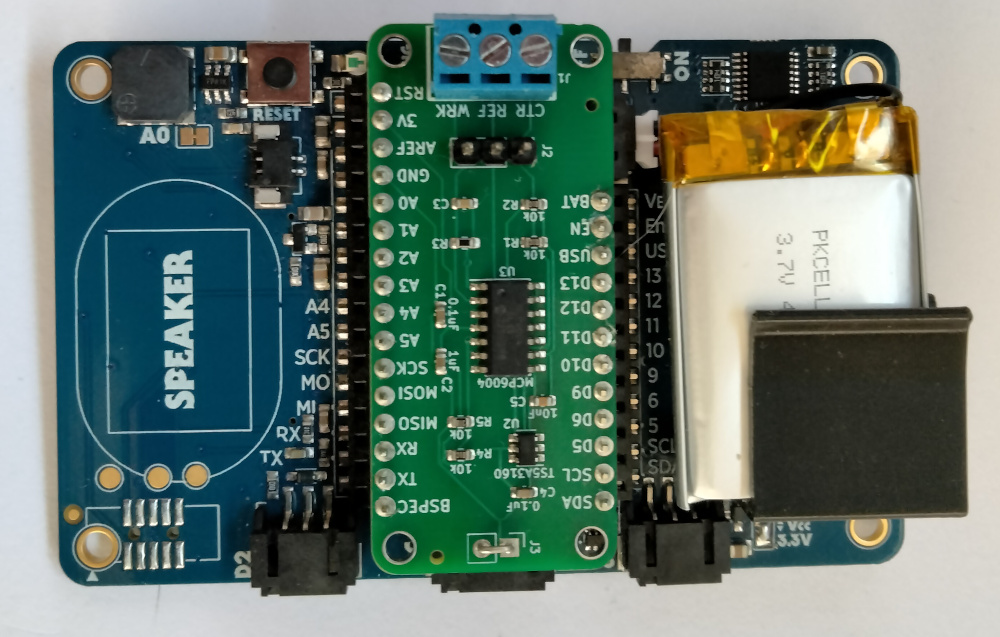 A0
RESET
SPEAKER
A4
A5
SCK
MO
MI
RX
TX
D2
J1
CTR REF WRK
J2
RST
3V
AREF
GND
A0
A1
A2
A3
A4
A5
SCK
MOSI
MISO
RX
TX
BSPEC
C3
R3
R2
10k
R1
10k
U3
C1
0.1uF
1uF
C2
MCP6004
C5
10nF
R5
10k
R4
10k
U2
TS5A3160
C4
0.1uF
J3
BAT
EN
USB
D13
D12
D11
D10
D9
D6
D5
SCL
SDA
ON
En
US
13
12
11
10
9
6
5
SCL
SDA
PKCELL
3.7V 4
Vcc
3.3V